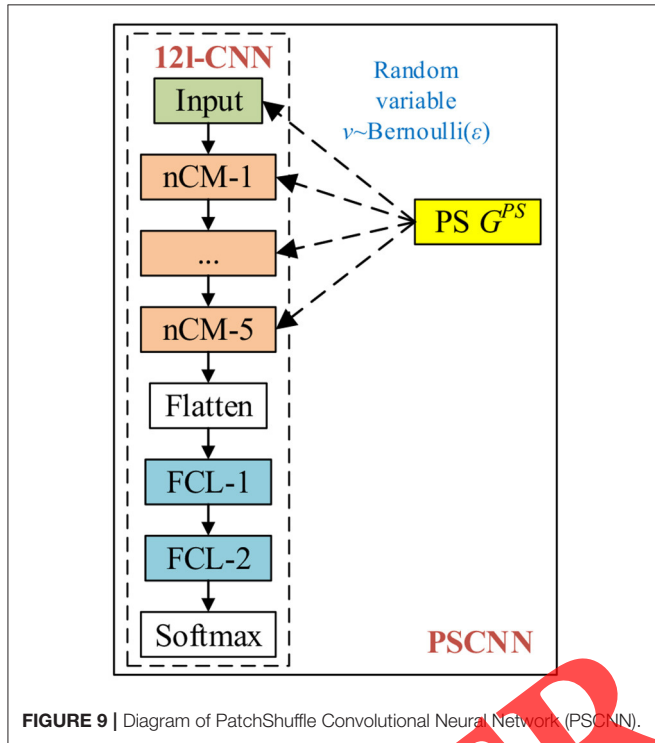 12l-CNN
Input
nCM-1
...
nCM-5
Flatten
FCL-1
FCL-2
Softmax
Random
variable
v~Bernoulli(ε)
PS G^PS
PSCNN
FIGURE 9 | Diagram of PatchShuffle Convolutional Neural Network (PSCNN).
R